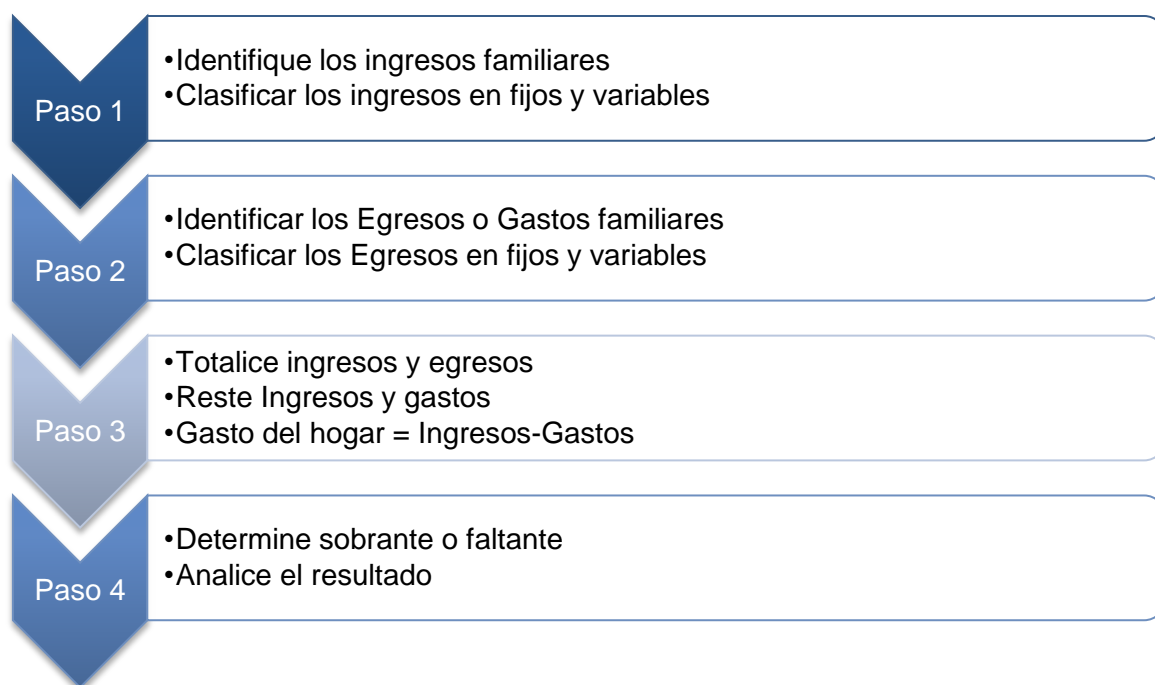 Paso 1
•Identifique los ingresos familiares
•Clasificar los ingresos en fijos y variables
Paso 2
•Identificar los Egresos o Gastos familiares
•Clasificar los Egresos en fijos y variables
Paso 3
•Totalice ingresos y egresos
•Reste Ingresos y gastos
•Gasto del hogar = Ingresos-Gastos
Paso 4
•Determine sobrante o faltante
•Analice el resultado